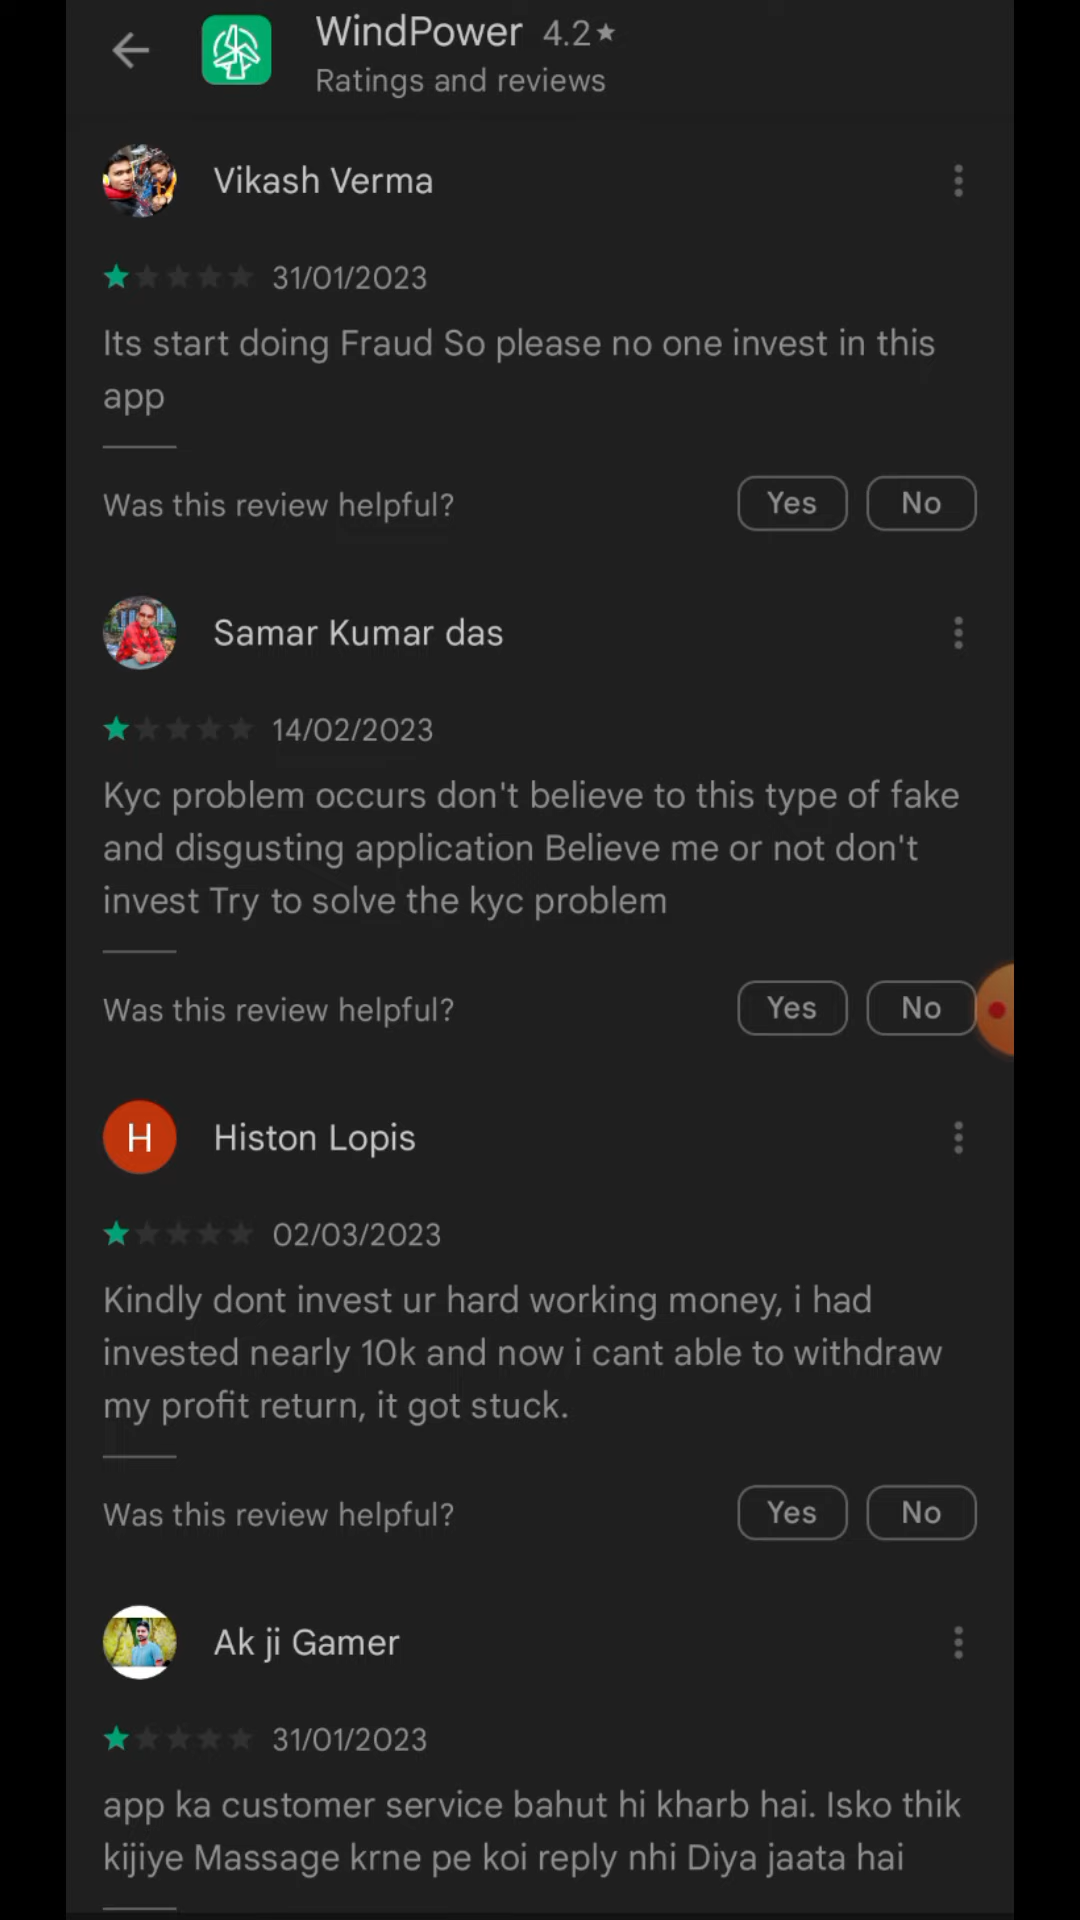 WindPower 4.2★
Ratings and reviews
Vikash Verma
31/01/2023
Its start doing Fraud So please no one invest in this
app
Was this review helpful? Yes No
Samar Kumar das
14/02/2023
Kyc problem occurs don't believe to this type of fake
and disgusting application Believe me or not don't
invest Try to solve the kyc problem
Was this review helpful? Yes No
H Histon Lopis
02/03/2023
Kindly dont invest ur hard working money, i had
invested nearly 10k and now i cant able to withdraw
my profit return, it got stuck.
Was this review helpful? Yes No
Ak ji Gamer
31/01/2023
app ka customer service bahut hi kharb hai. Isko thik
kijiye Massage krne pe koi reply nhi Diya jaata hai